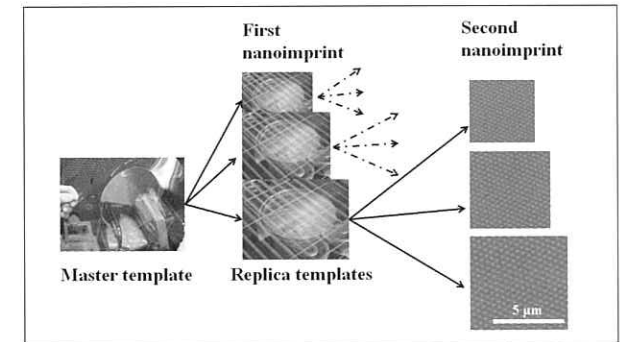 First
nanoimprint
Second
nanoimprint
Master template
Replica templates
5 µm